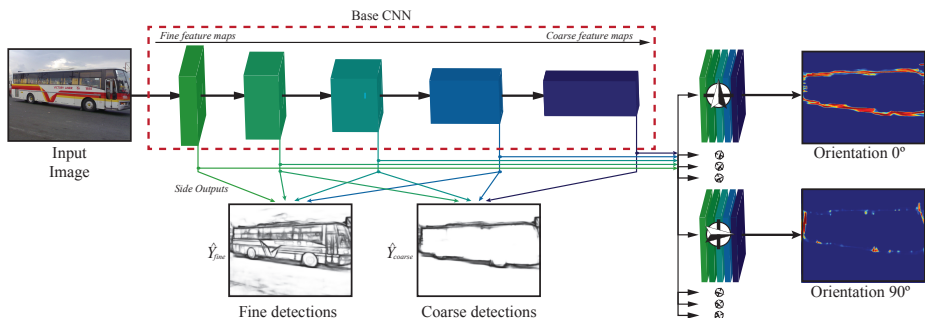 Base CNN
Fine feature maps
Coarse feature maps
Input
Image
Side Outputs
Ŷfine
Ŷcoarse
Fine detections
Coarse detections
Orientation 0º
Orientation 90º